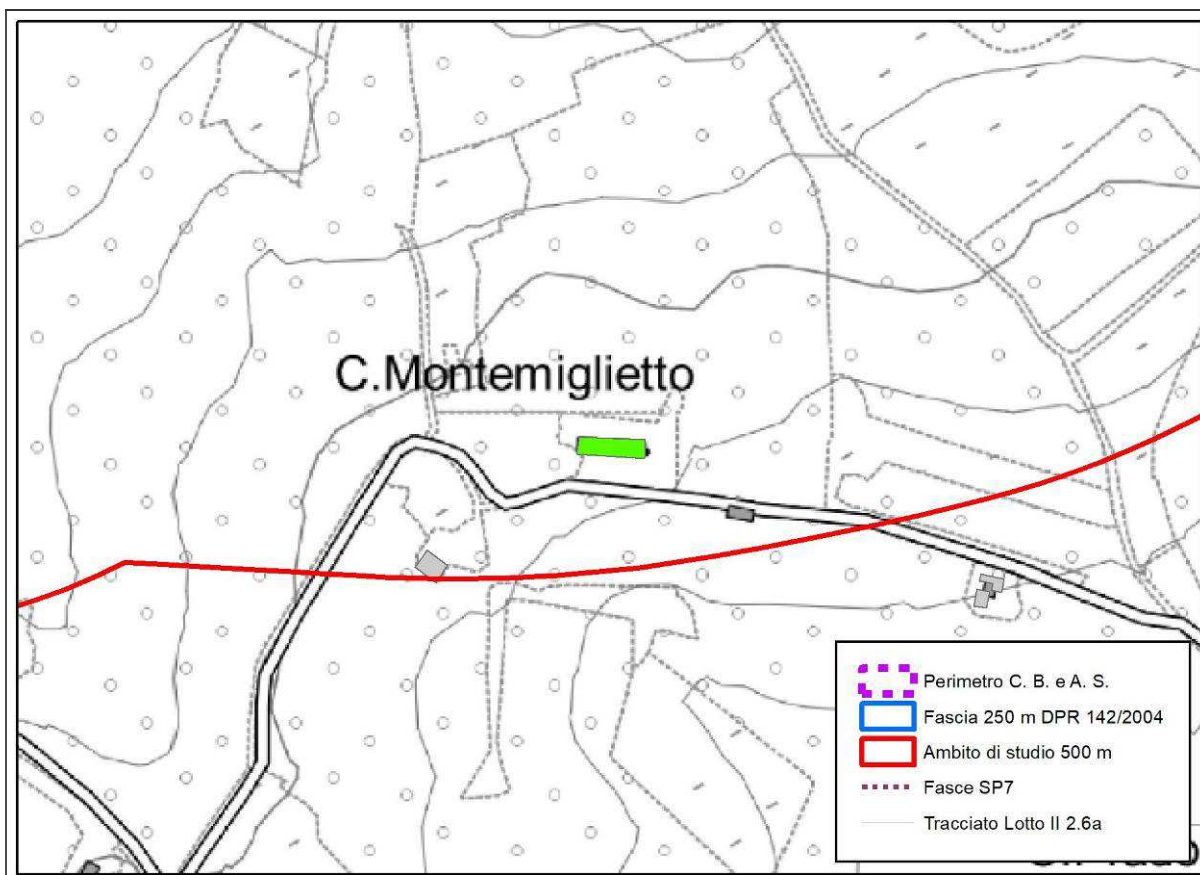 C.Montemiglietto
Perimetro C. B. e A. S.
Fascia 250 m DPR 142/2004
Ambito di studio 500 m
Fasce SP7
Tracciato Lotto II 2.6a